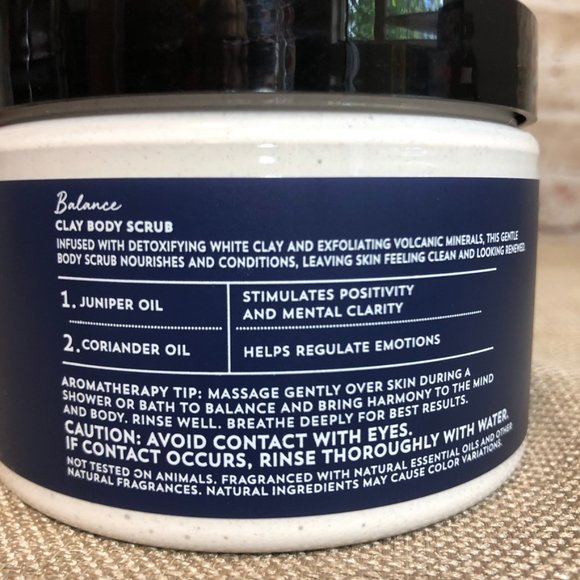 Balance
CLAY BODY SCRUB
INFUSED WITH DETOXIFYING WHITE CLAY AND EXFOLIATING VOLCANIC MINERALS, THIS GENTLE
BODY SCRUB NOURISHES AND CONDITIONS, LEAVING SKIN FEELING CLEAN AND LOOKING RENEWED.
1. JUNIPER OIL
STIMULATES POSITIVITY
AND MENTAL CLARITY
2. CORIANDER OIL
HELPS REGULATE EMOTIONS
AROMATHERAPY TIP: MASSAGE GENTLY OVER SKIN DURING A
SHOWER OR BATH TO BALANCE AND BRING HARMONY TO THE MIND
AND BODY. RINSE WELL. BREATHE DEEPLY FOR BEST RESULTS.
CAUTION: AVOID CONTACT WITH EYES.
IF CONTACT OCCURS, RINSE THOROUGHLY WITH WATER.
NOT TESTED ON ANIMALS. FRAGRANCED WITH NATURAL ESSENTIAL OILS AND OTHER
NATURAL FRAGRANCES. NATURAL INGREDIENTS MAY CAUSE COLOR VARIATIONS.